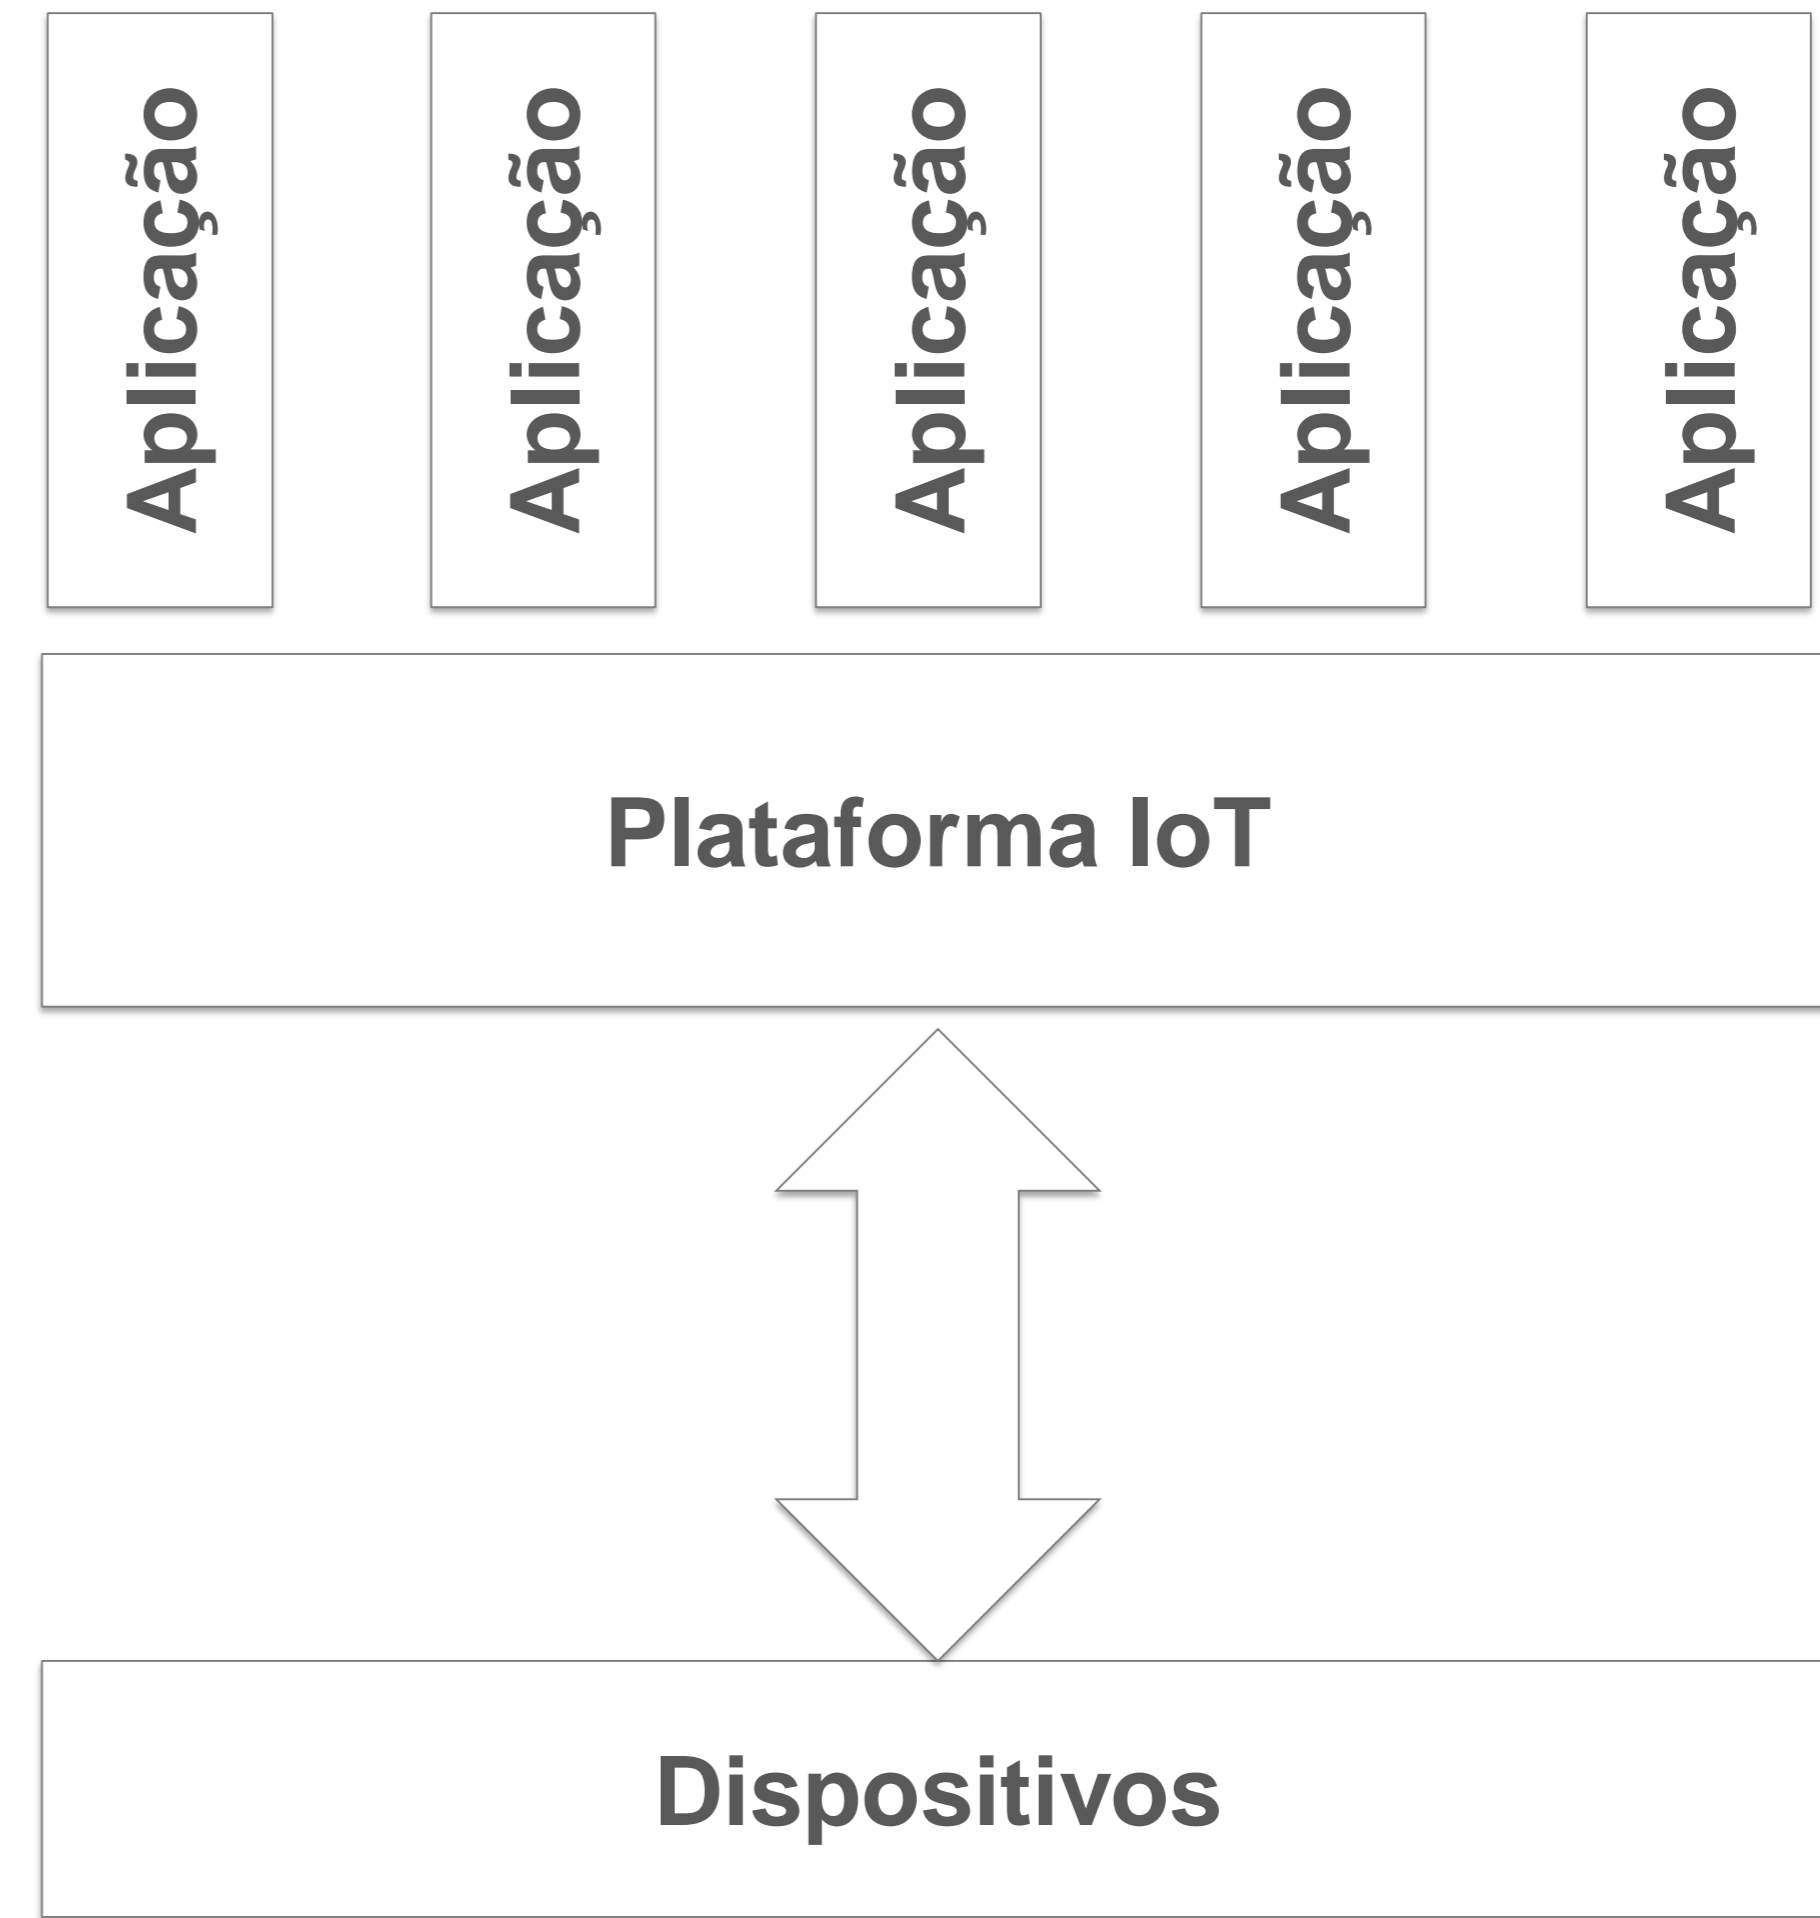 Aplicação
Aplicação
Aplicação
Aplicação
Aplicação
Plataforma IoT
Dispositivos